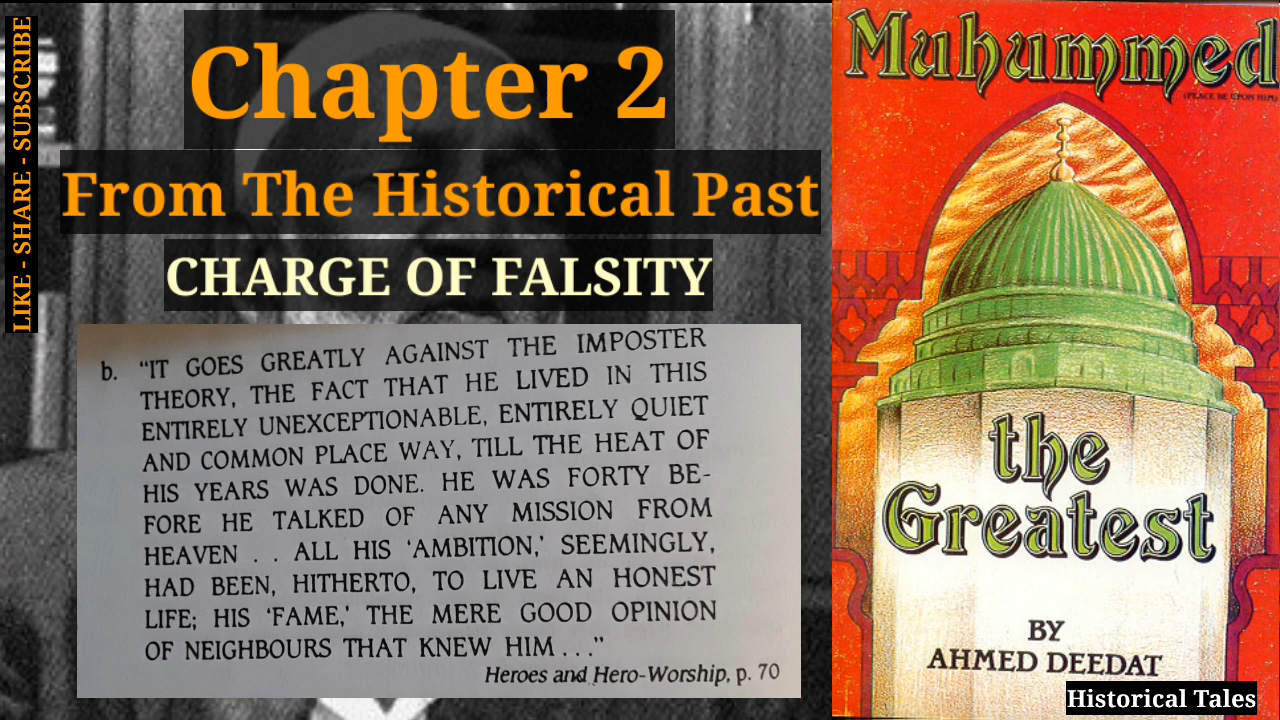 LIKE - SHARE - SUBSCRIBE
Chapter 2
From The Historical Past
CHARGE OF FALSITY
b. “IT GOES GREATLY AGAINST THE IMPOSTER
THEORY, THE FACT THAT HE LIVED IN THIS
ENTIRELY UNEXCEPTIONABLE, ENTIRELY QUIET
AND COMMON PLACE WAY, TILL THE HEAT OF
HIS YEARS WAS DONE. HE WAS FORTY BE-
FORE HE TALKED OF ANY MISSION FROM
HEAVEN . . ALL HIS ‘AMBITION,’ SEEMINGLY,
HAD BEEN, HITHERTO, TO LIVE AN HONEST
LIFE; HIS ‘FAME,’ THE MERE GOOD OPINION
OF NEIGHBOURS THAT KNEW HIM . . .”
Heroes and Hero-Worship, p. 70
Muhummed
(PEACE BE UPON HIM)
the
Greatest
BY
AHMED DEEDAT
Historical Tales